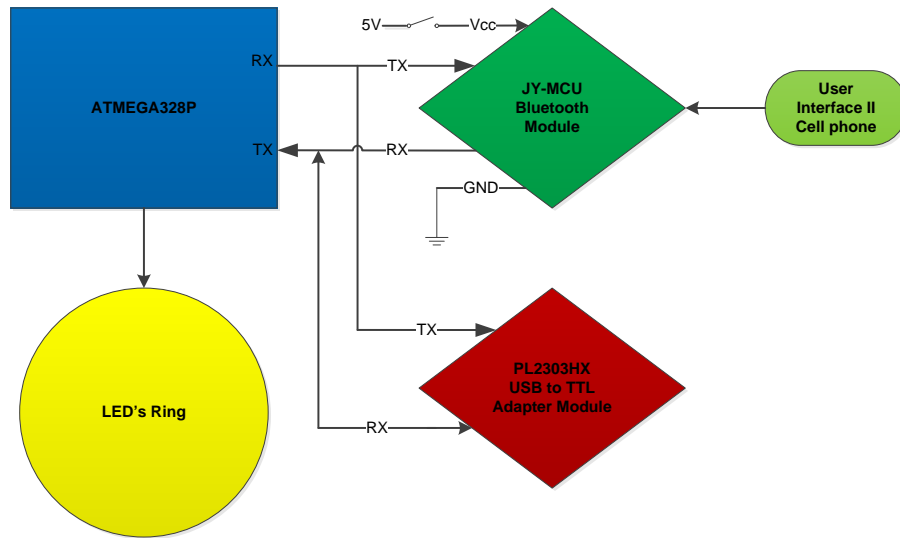 5V
Vcc
RX
TX
ATMEGA328P
JY-MCU
Bluetooth
Module
User
Interface II
Cell phone
TX
RX
GND
TX
PL2303HX
USB to TTL
Adapter Module
LED's Ring
RX